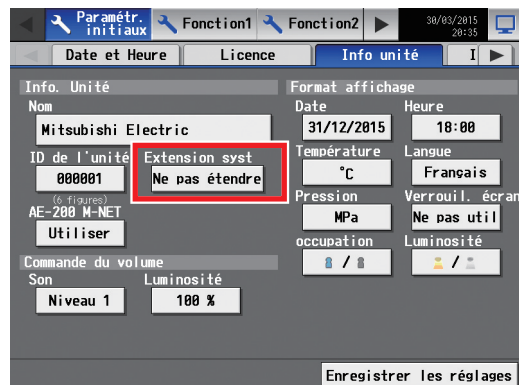 Paramétr. initiaux
Fonction1
Fonction2
30/03/2015
20:35
Date et Heure
Licence
Info unité
I
Info. Unité
Nom
Mitsubishi Electric
ID de l'unité
000001
(6 figures)
Extension syst
Ne pas étendre
AE-200 M-NET
Utiliser
Commande du volume
Son
Niveau 1
Luminosité
100 %
Format affichage
Date
31/12/2015
Heure
18:00
Température
°C
Langue
Français
Pression
MPa
Verrouil. écran
Ne pas util
occupation
/
Luminosité
/
Enregistrer les réglages